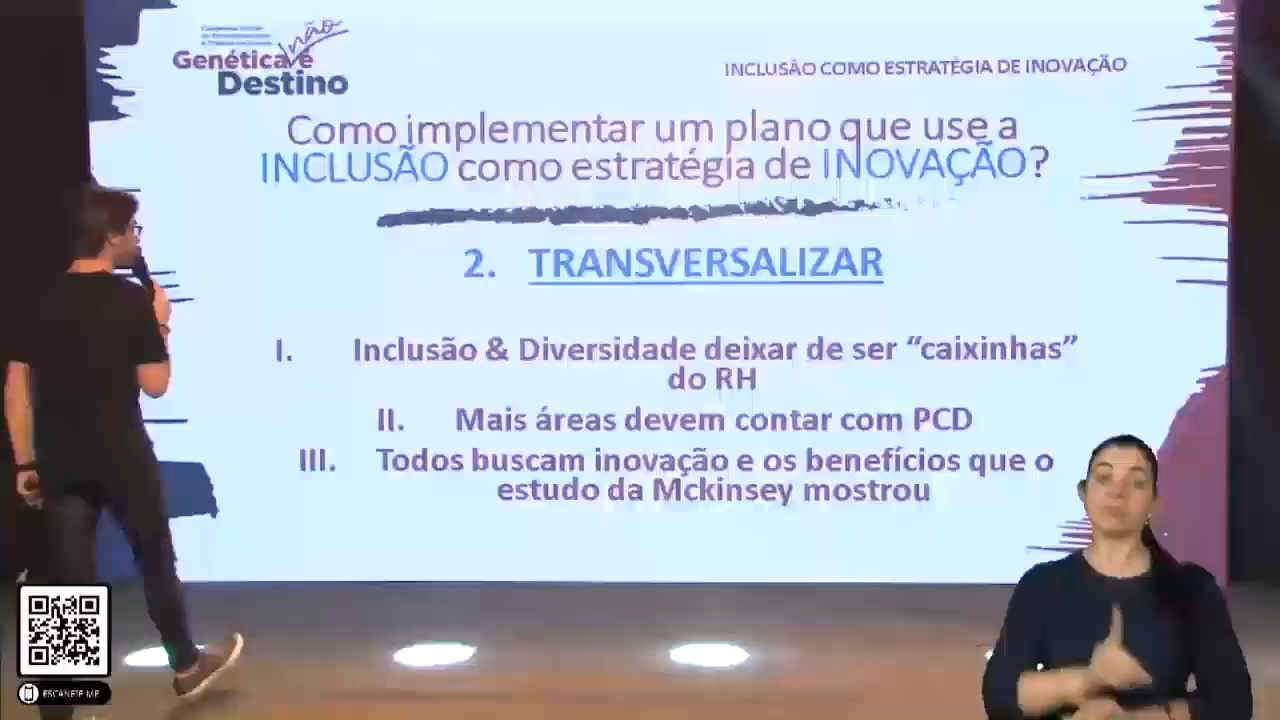 não
Genética é
Destino
INCLUSÃO COMO ESTRATÉGIA DE INOVAÇÃO
Como implementar um plano que use a
INCLUSÃO como estratégia de INOVAÇÃO?
2. TRANSVERSALIZAR
I. Inclusão & Diversidade deixar de ser “caixinhas”
do RH
II. Mais áreas devem contar com PCD
III. Todos buscam inovação e os benefícios que o
estudo da Mckinsey mostrou
ESCANEIE ME